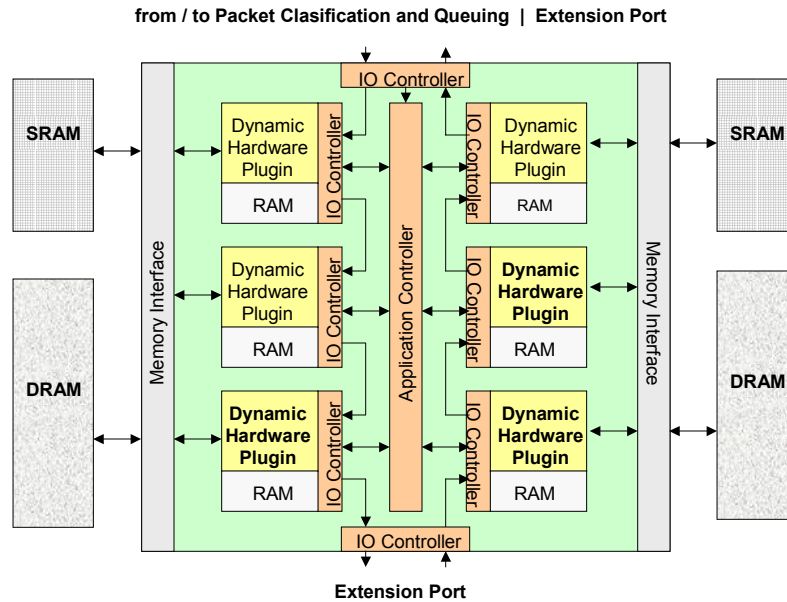 from / to Packet Clasification and Queuing | Extension Port
IO Controller
SRAM
Memory Interface
Dynamic
Hardware
Plugin
RAM
IO Controller
Application Controller
IO Controller
Dynamic
Hardware
Plugin
RAM
Memory Interface
SRAM
Dynamic
Hardware
Plugin
RAM
IO Controller
IO Controller
Dynamic
Hardware
Plugin
RAM
DRAM
Dynamic
Hardware
Plugin
RAM
IO Controller
IO Controller
Dynamic
Hardware
Plugin
RAM
DRAM
IO Controller
Extension Port